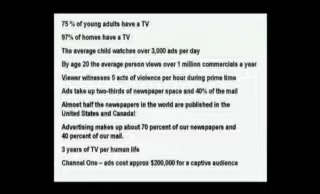 75 % of young adults have a TV
97% of homes have a TV
The average child watches over 3,000 ads per day
By age 20 the average person views over 1 million commercials a year
Viewer witnesses 5 acts of violence per hour during prime time
Ads take up two-thirds of newspaper space and 40% of the mail
Almost half the newspapers in the world are published in the
United States and Canada!
Advertising makes up about 70 percent of our newspapers and
40 percent of our mail.
3 years of TV per human life
Channel One – ads cost approx $200,000 for a captive audience